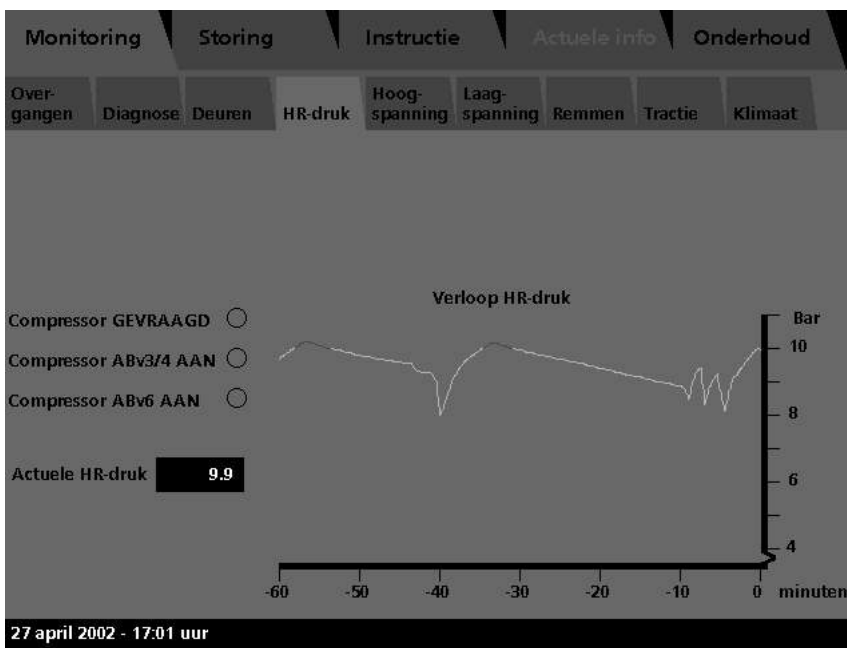 Monitoring Storing Instructie Actuele info Onderhoud
Over-
gangen Diagnose Deuren HR-druk Hoog-
spanning Laag-
spanning Remmen Tractie Klimaat
Verloop HR-druk
Compressor GEVRAAGD
Compressor ABv3/4 AAN
Compressor ABv6 AAN
Actuele HR-druk 9.9
Bar
10
8
6
4
-60 -50 -40 -30 -20 -10 0 minuten
27 april 2002 - 17:01 uur